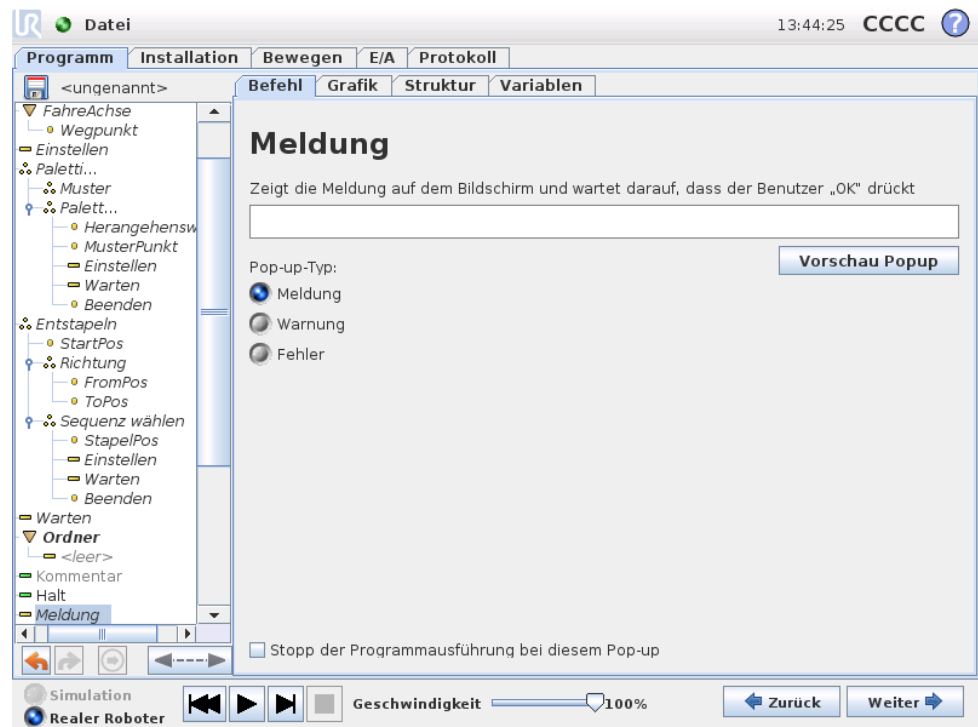 UR Datei 13:44:25 CCCC ?
Programm Installation Bewegen E/A Protokoll
<ungenannt>
Befehl Grafik Struktur Variablen
FahreAchse
Wegpunkt
Einstellen
Paletti...
Muster
Palett...
Herangehensw
MusterPunkt
Einstellen
Warten
Beenden
Entstapeln
StartPos
Richtung
FromPos
ToPos
Sequenz wählen
StapelPos
Einstellen
Warten
Beenden
Warten
Ordner
<leer>
Kommentar
Halt
Meldung
Meldung
Zeigt die Meldung auf dem Bildschirm und wartet darauf, dass der Benutzer „OK" drückt
Vorschau Popup
Pop-up-Typ:
Meldung
Warnung
Fehler
Stopp der Programmausführung bei diesem Pop-up
Simulation
Realer Roboter
Geschwindigkeit 100%
Zurück Weiter